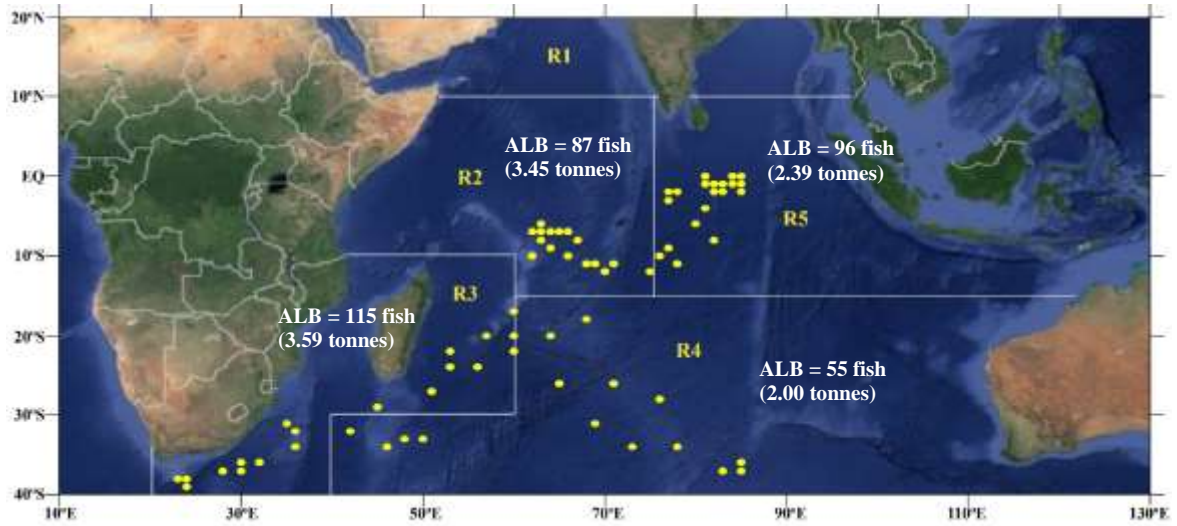 20°N
R1
10°N
ALB = 87 fish
(3.45 tonnes)
ALB = 96 fish
(2.39 tonnes)
EQ
R2
R5
10°S
R3
ALB = 115 fish
(3.59 tonnes)
20°S
R4
ALB = 55 fish
(2.00 tonnes)
30°S
40°S
10°E
30°E
50°E
70°E
90°E
110°E
130°E